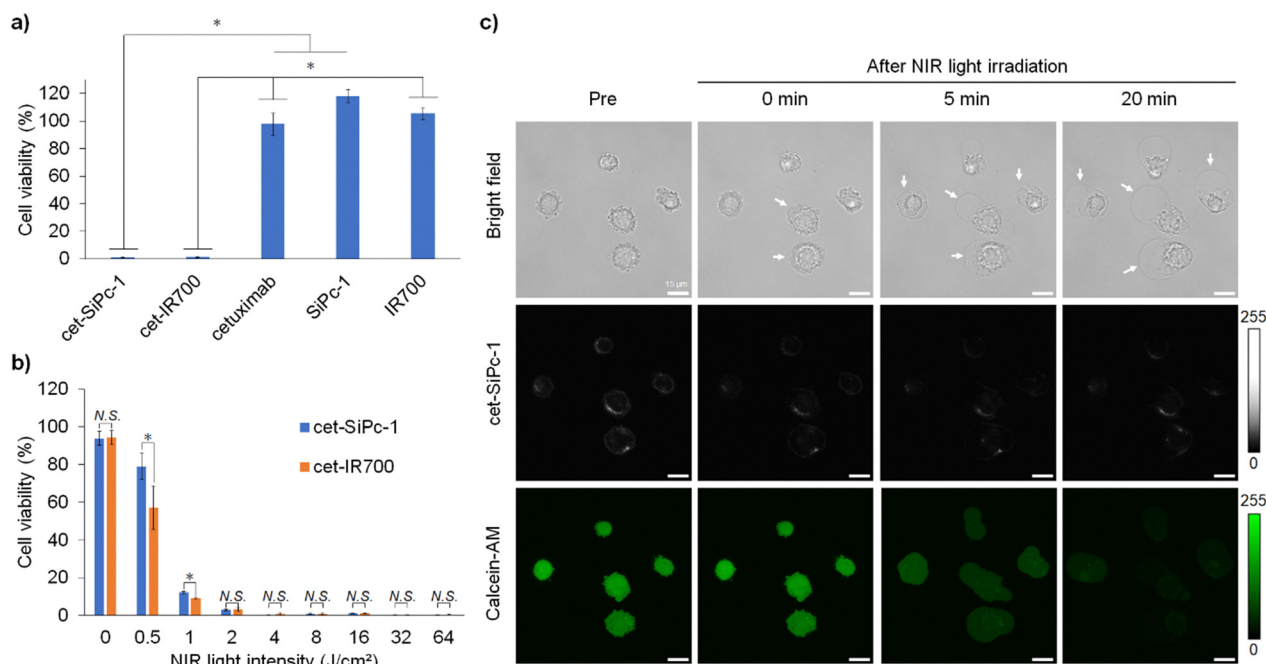 a)
*
*
Cell viability (%)
120
100
80
60
40
20
0
cet-SiPc-1
cet-IR700
cetuximab
SiPc-1
IR700
b)
Cell viability (%)
120
100
80
60
40
20
0
N.S.
*
*
N.S.
N.S.
N.S.
N.S.
N.S.
N.S.
cet-SiPc-1
cet-IR700
0 0.5 1 2 4 8 16 32 64
NIR light intensity (J/cm²)
c)
After NIR light irradiation
Pre 0 min 5 min 20 min
Bright field
15 μm
cet-SiPc-1
255
0
Calcein-AM
255
0